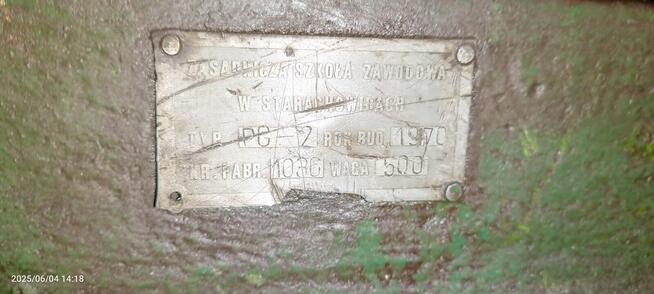 ZASADNICZA SZKOŁA ZAWODOWA
W STARACHOWICACH
TYP. PC-2 ROK BUD. 1970
NR. FABR. 1036 WAGA 500
2025/06/04 14:18